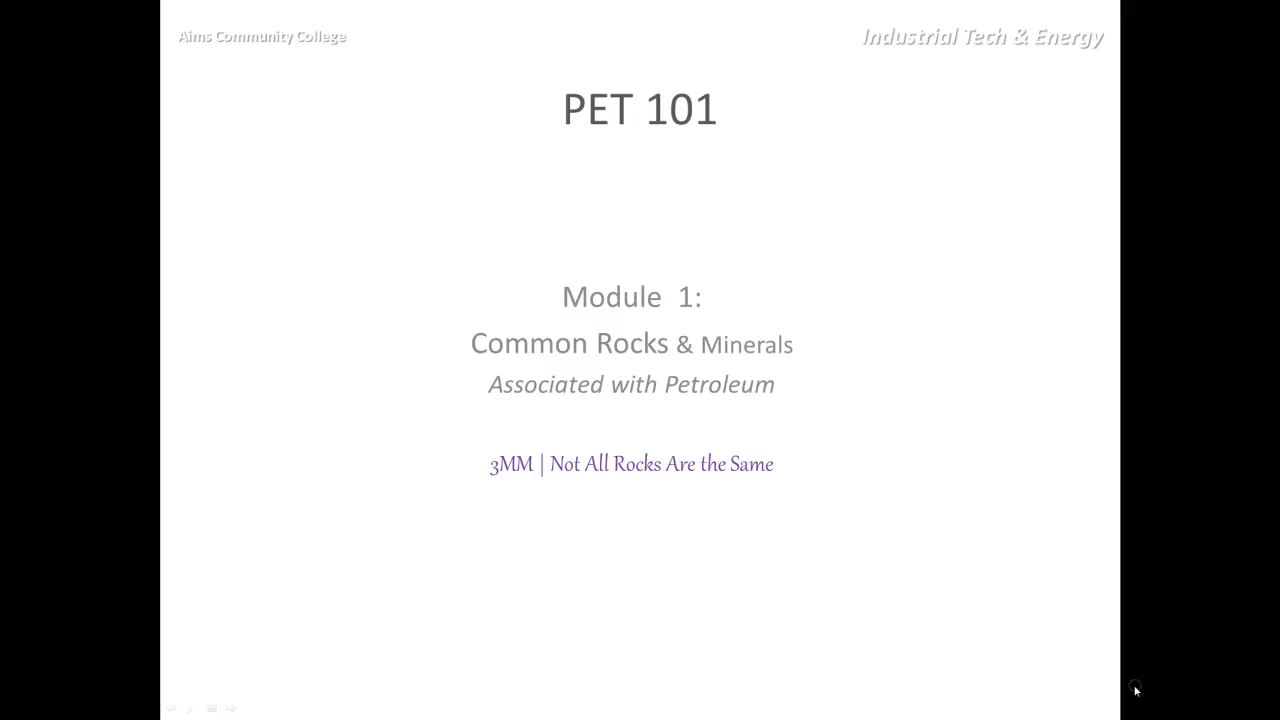 Aims Community College
Industrial Tech & Energy
PET 101
Module 1:
Common Rocks & Minerals
Associated with Petroleum
3MM | Not All Rocks Are the Same